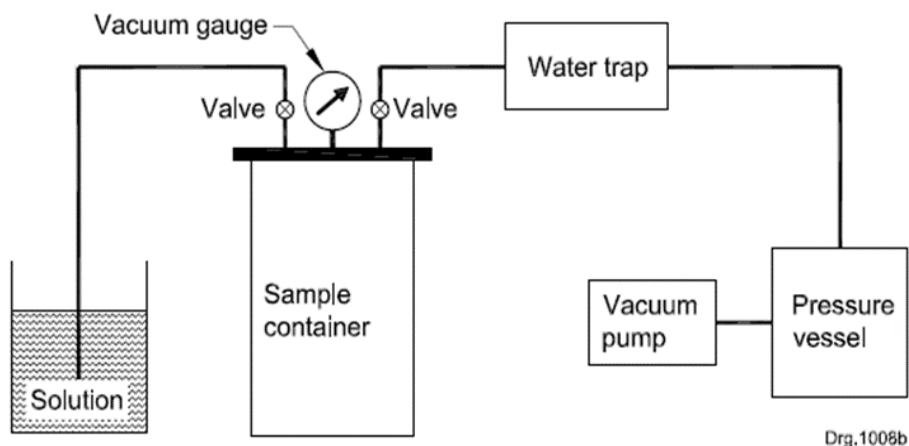 Vacuum gauge
Valve
Valve
Water trap
Sample
container
Vacuum
pump
Pressure
vessel
Solution
Drg.1008b